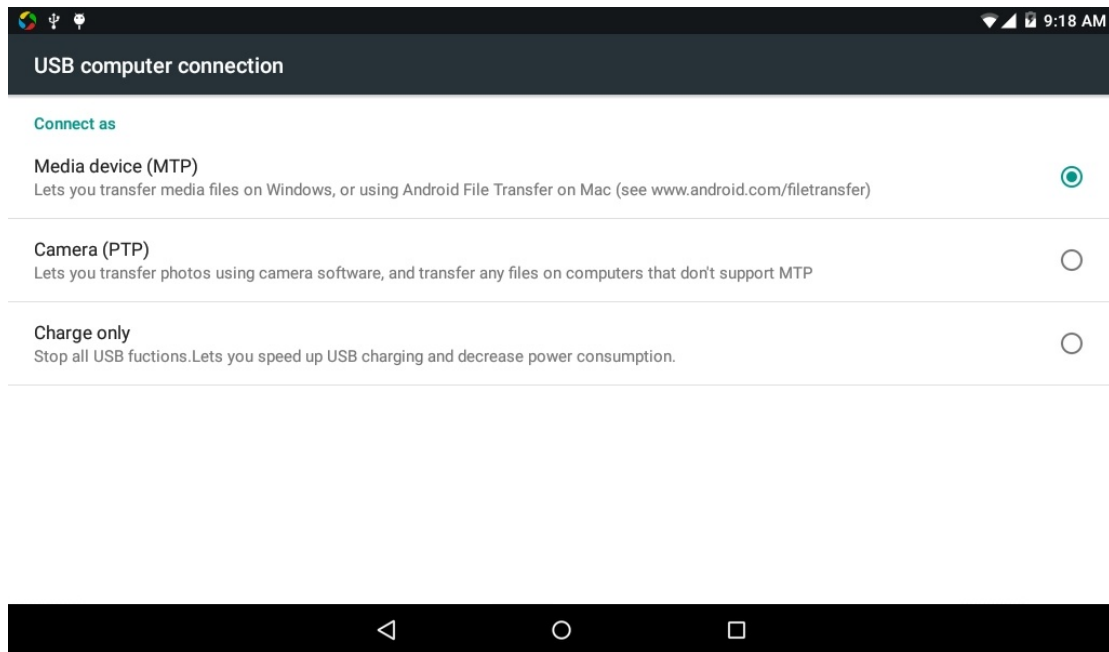 9:18 AM
USB computer connection
Connect as
Media device (MTP)
Lets you transfer media files on Windows, or using Android File Transfer on Mac (see www.android.com/filetransfer)
Camera (PTP)
Lets you transfer photos using camera software, and transfer any files on computers that don't support MTP
Charge only
Stop all USB fuctions.Lets you speed up USB charging and decrease power consumption.